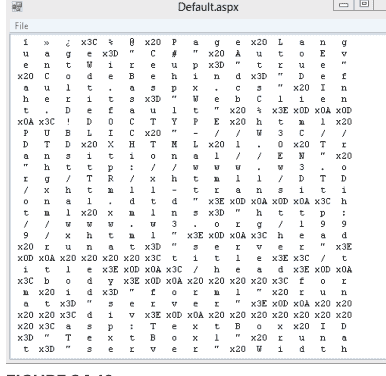 Default.aspx
File
ï » ¿ x3C % @ x20 P a g e x20 L a n g
u a g e x3D " C # " x20 A u t o E v
e n t W i r e u p x3D " t r u e "
x20 C o d e B e h i n d x3D " D e f
a u l t . a s p x . c s " x20 I n
h e r i t s x3D " W e b C l i e n
t . D e f a u l t " x20 % x3E x0D x0A x0D
x0A x3C ! D O C T Y P E x20 h t m l x20
P U B L I C x20 " - / / W 3 C / /
D T D x20 X H T M L x20 1 . 0 x20 T r
a n s i t i o n a l / / E N " x20
" h t t p : / / w w w . w 3 . o
r g / T R / x h t m l 1 / D T D
/ x h t m l 1 - t r a n s i t i
o n a l . d t d " x3E x0D x0A x0D x0A x3C h
t m l x20 x m l n s x3D " h t t p :
/ / w w w . w 3 . o r g / 1 9 9
9 / x h t m l " x3E x0D x0A x3C h e a d
x20 r u n a t x3D " s e r v e r " x3E
x0D x0A x20 x20 x20 x20 x3C t i t l e x3E x3C / t
i t l e x3E x0D x0A x3C / h e a d x3E x0D x0A
x3C b o d y x3E x0D x0A x20 x20 x20 x20 x3C f o r
m x20 i d x3D " f o r m 1 " x20 r u n
a t x3D " s e r v e r " x3E x0D x0A x20 x20
x20 x20 x3C d i v x3E x0D x0A x20 x20 x20 x20 x20 x20
x20 x3C a s p : T e x t B o x x20 I D
x3D " T e x t B o x 1 " x20 r u n a
t x3D " s e r v e r " x20 W i d t h